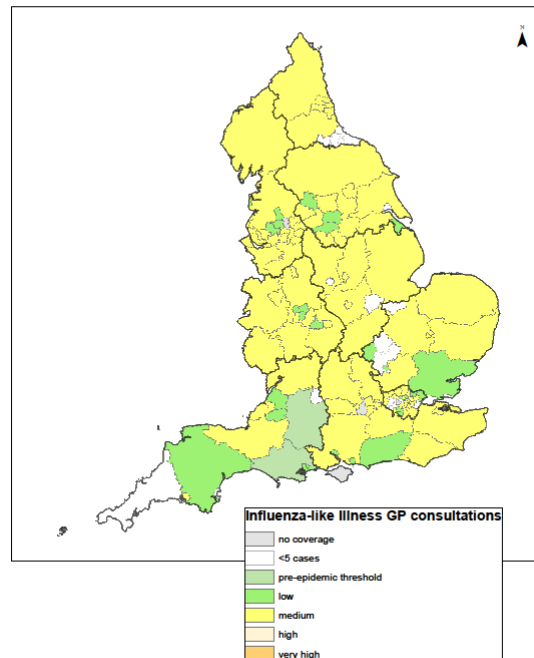 N
Influenza-like Illness GP consultations
no coverage
<5 cases
pre-epidemic threshold
low
medium
high
very high